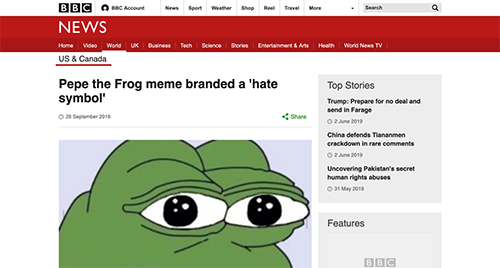 BBC BBC Account News Sport Weather Shop Reel Travel More Search
NEWS
Home Video World UK Business Tech Science Stories Entertainment & Arts Health World News TV
US & Canada
Pepe the Frog meme branded a 'hate
symbol'
28 September 2016 Share
Top Stories
Trump: Prepare for no deal and
send in Farage
2 June 2019
China defends Tiananmen
crackdown in rare comments
2 June 2019
Uncovering Pakistan's secret
human rights abuses
31 May 2019
Features
BBC